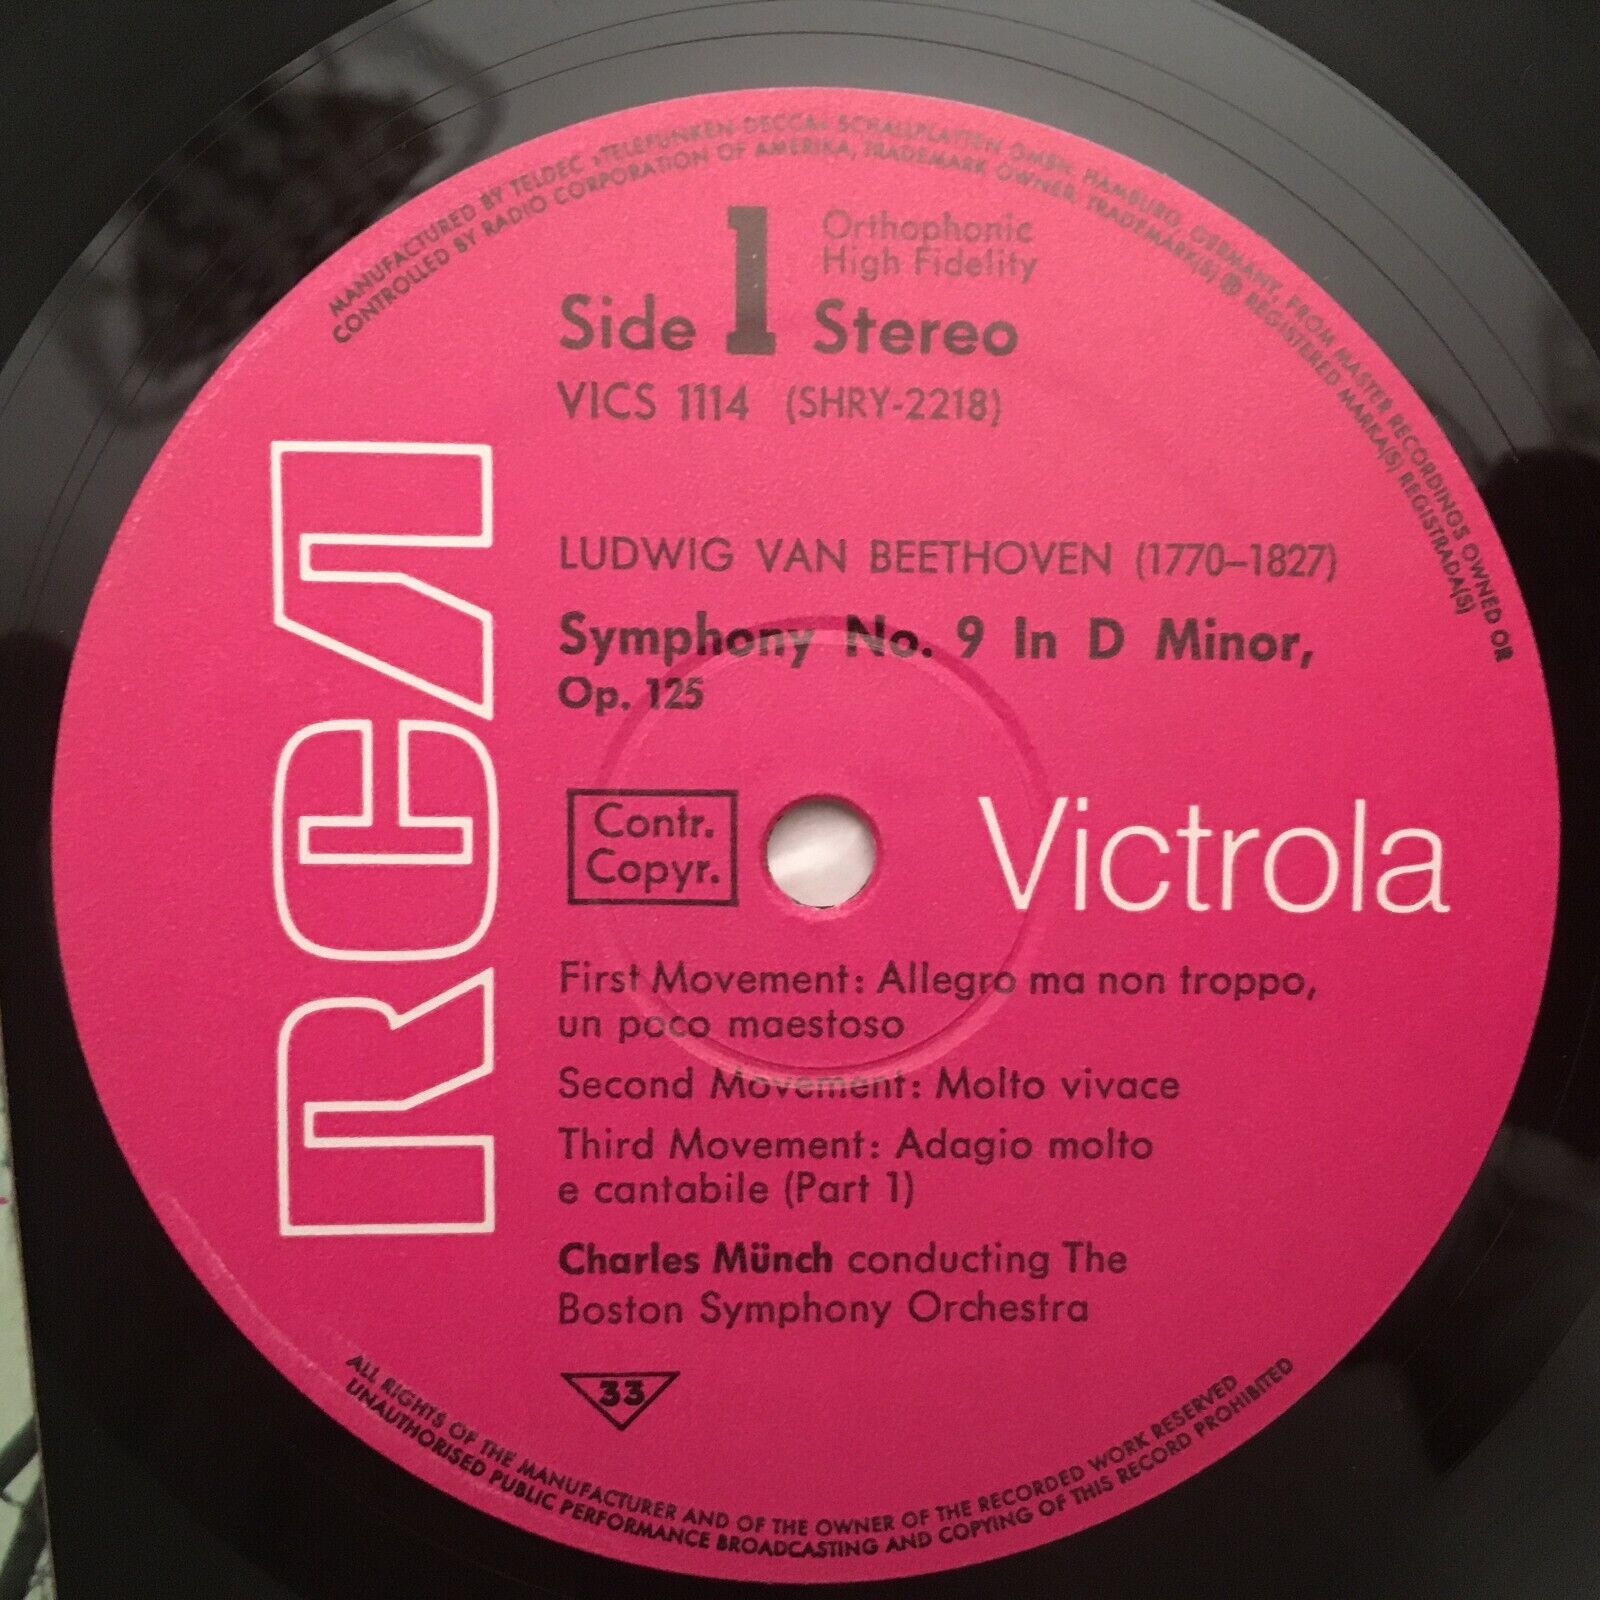 MANUFACTURED BY TELDEC »TELEFUNKEN DECCA« SCHALLPLATTEN GMBH. HAMBURG, GERMANY, FROM MASTER RECORDINGS OWNED OR
CONTROLLED BY RADIO CORPORATION OF AMERIKA, TRADEMARK OWNER, TRADEMARK(S) ® REGISTERED MARKA(S) REGISTRADA(S)
Orthophonic
High Fidelity
Side 1 Stereo
VICS 1114 (SHRY-2218)
RCA
LUDWIG VAN BEETHOVEN (1770–1827)
Symphony No. 9 In D Minor,
Op. 125
Contr.
Copyr.
Victrola
First Movement: Allegro ma non troppo,
un poco maestoso
Second Movement: Molto vivace
Third Movement: Adagio molto
e cantabile (Part 1)
Charles Münch conducting The
Boston Symphony Orchestra
33
ALL RIGHTS OF THE MANUFACTURER AND OF THE OWNER OF THE RECORDED WORK RESERVED
UNAUTHORISED PUBLIC PERFORMANCE BROADCASTING AND COPYING OF THIS RECORD PROHIBITED